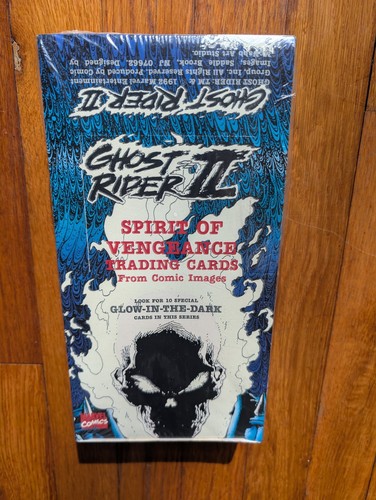 GHOST RIDER, TM & © 1992 Marvel Entertainment
Group, Inc. All Rights Reserved. Produced by Comic
Images, Saddle Brook, NJ 07662. Designed by
Webb Art Studio.
GHOST RIDER II
GHOST
RIDER II
SPIRIT OF
VENGEANCE
TRADING CARDS
From Comic Images
LOOK FOR 10 SPECIAL
GLOW-IN-THE-DARK
CARDS IN THIS SERIES
MARVEL
COMICS